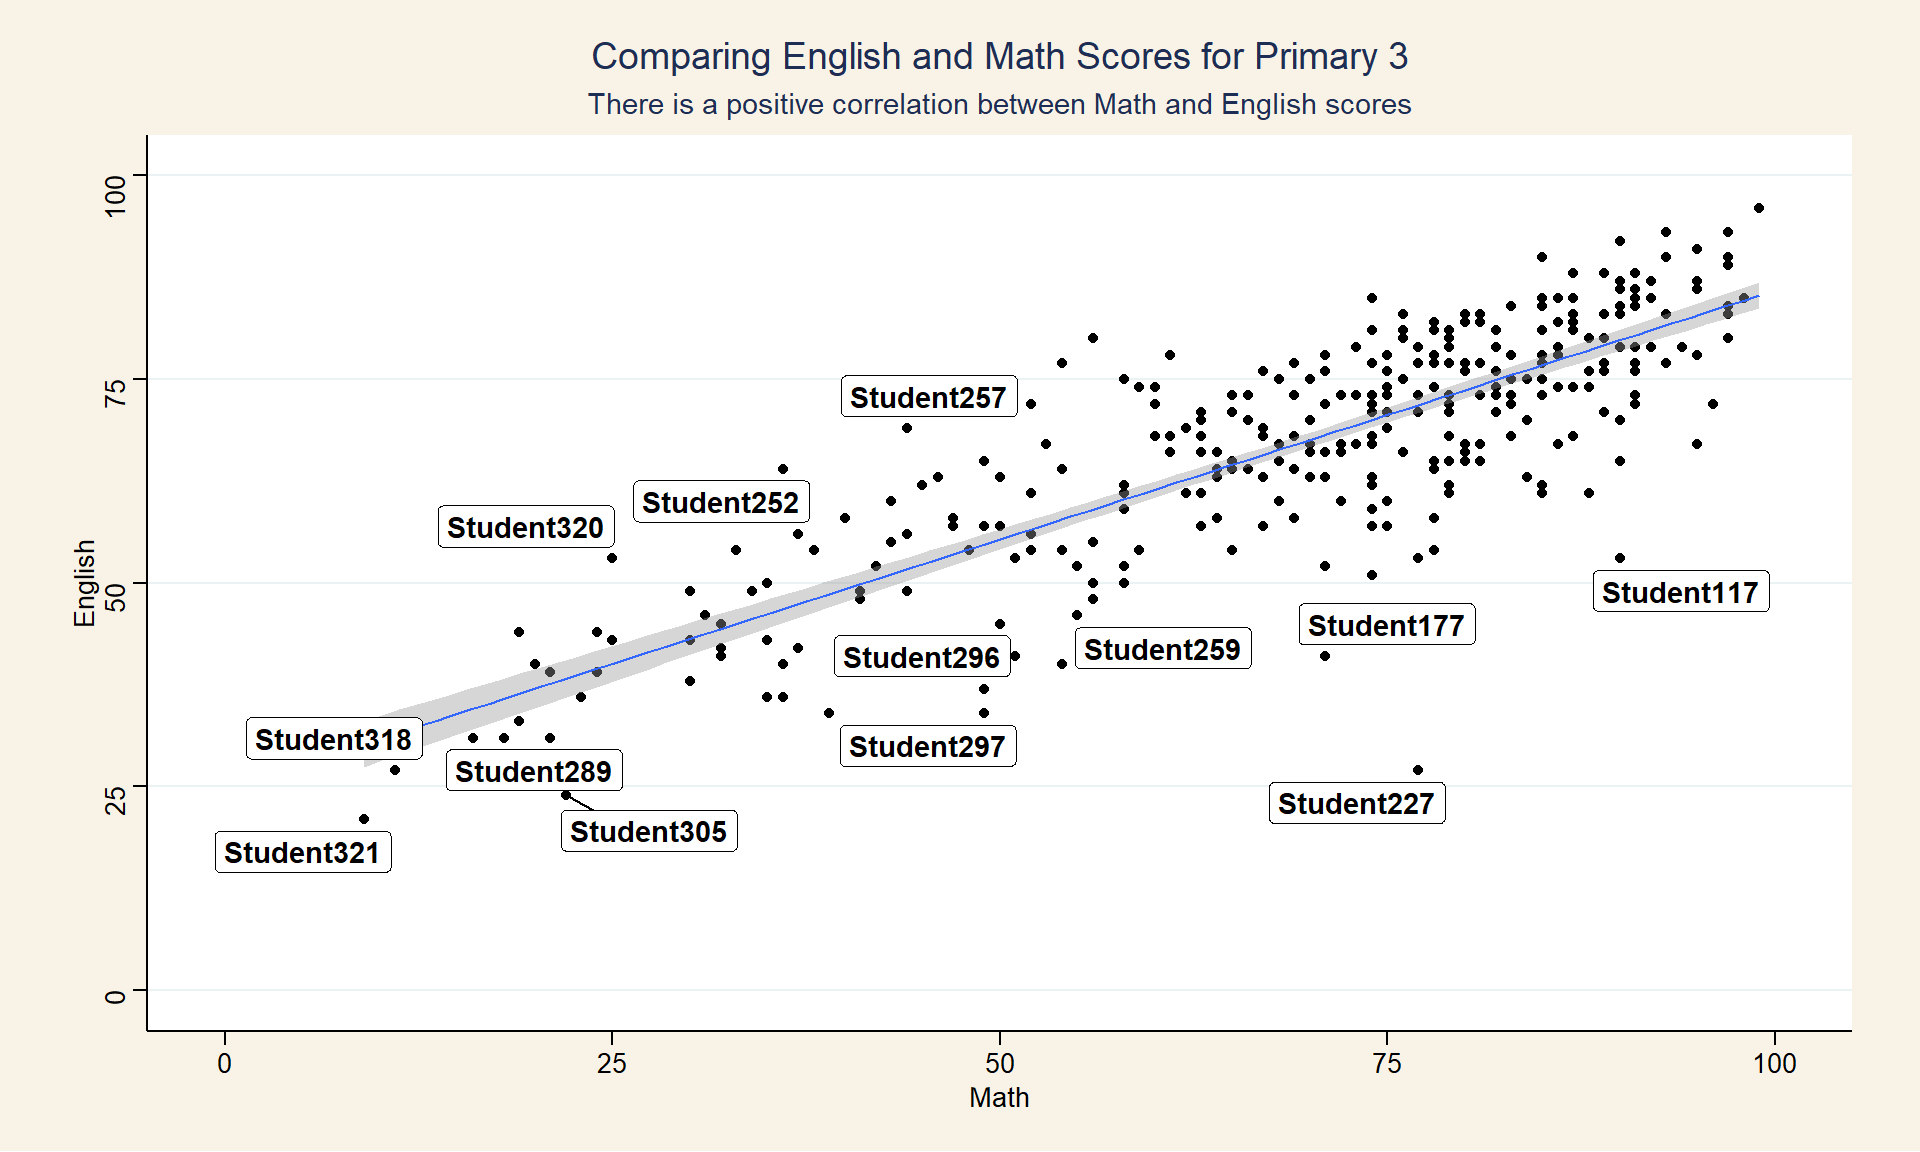 Comparing English and Math Scores for Primary 3
There is a positive correlation between Math and English scores
English
100
75
50
25
0
Student257
Student252
Student320
Student117
Student177
Student259
Student296
Student318
Student297
Student289
Student227
Student305
Student321
0
25
50
75
100
Math